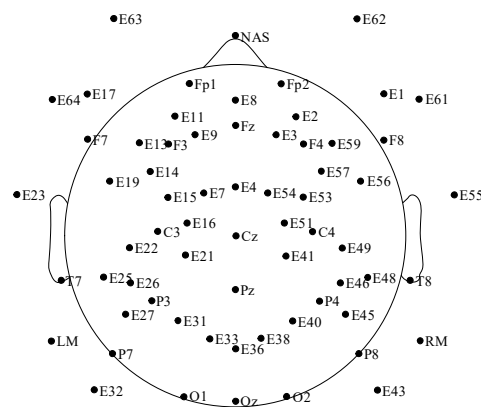 E63 E62
NAS
Fp1 Fp2
E64 E17 E8 E1 E61
E11 E2
Fz
F7 E13 F3 E9 E3 F4 E59 F8
E14 E57
E19 E56
E23 E15 E7 E4 E54 E53 E55
E16 E51
C3 Cz C4
E22 E49
E21 E41
T7 E25 E26 E46 E48 T8
Pz
P3 P4
E27 E31 E40 E45
LM E33 E38 RM
P7 E36 P8
E32 O1 Oz O2 E43